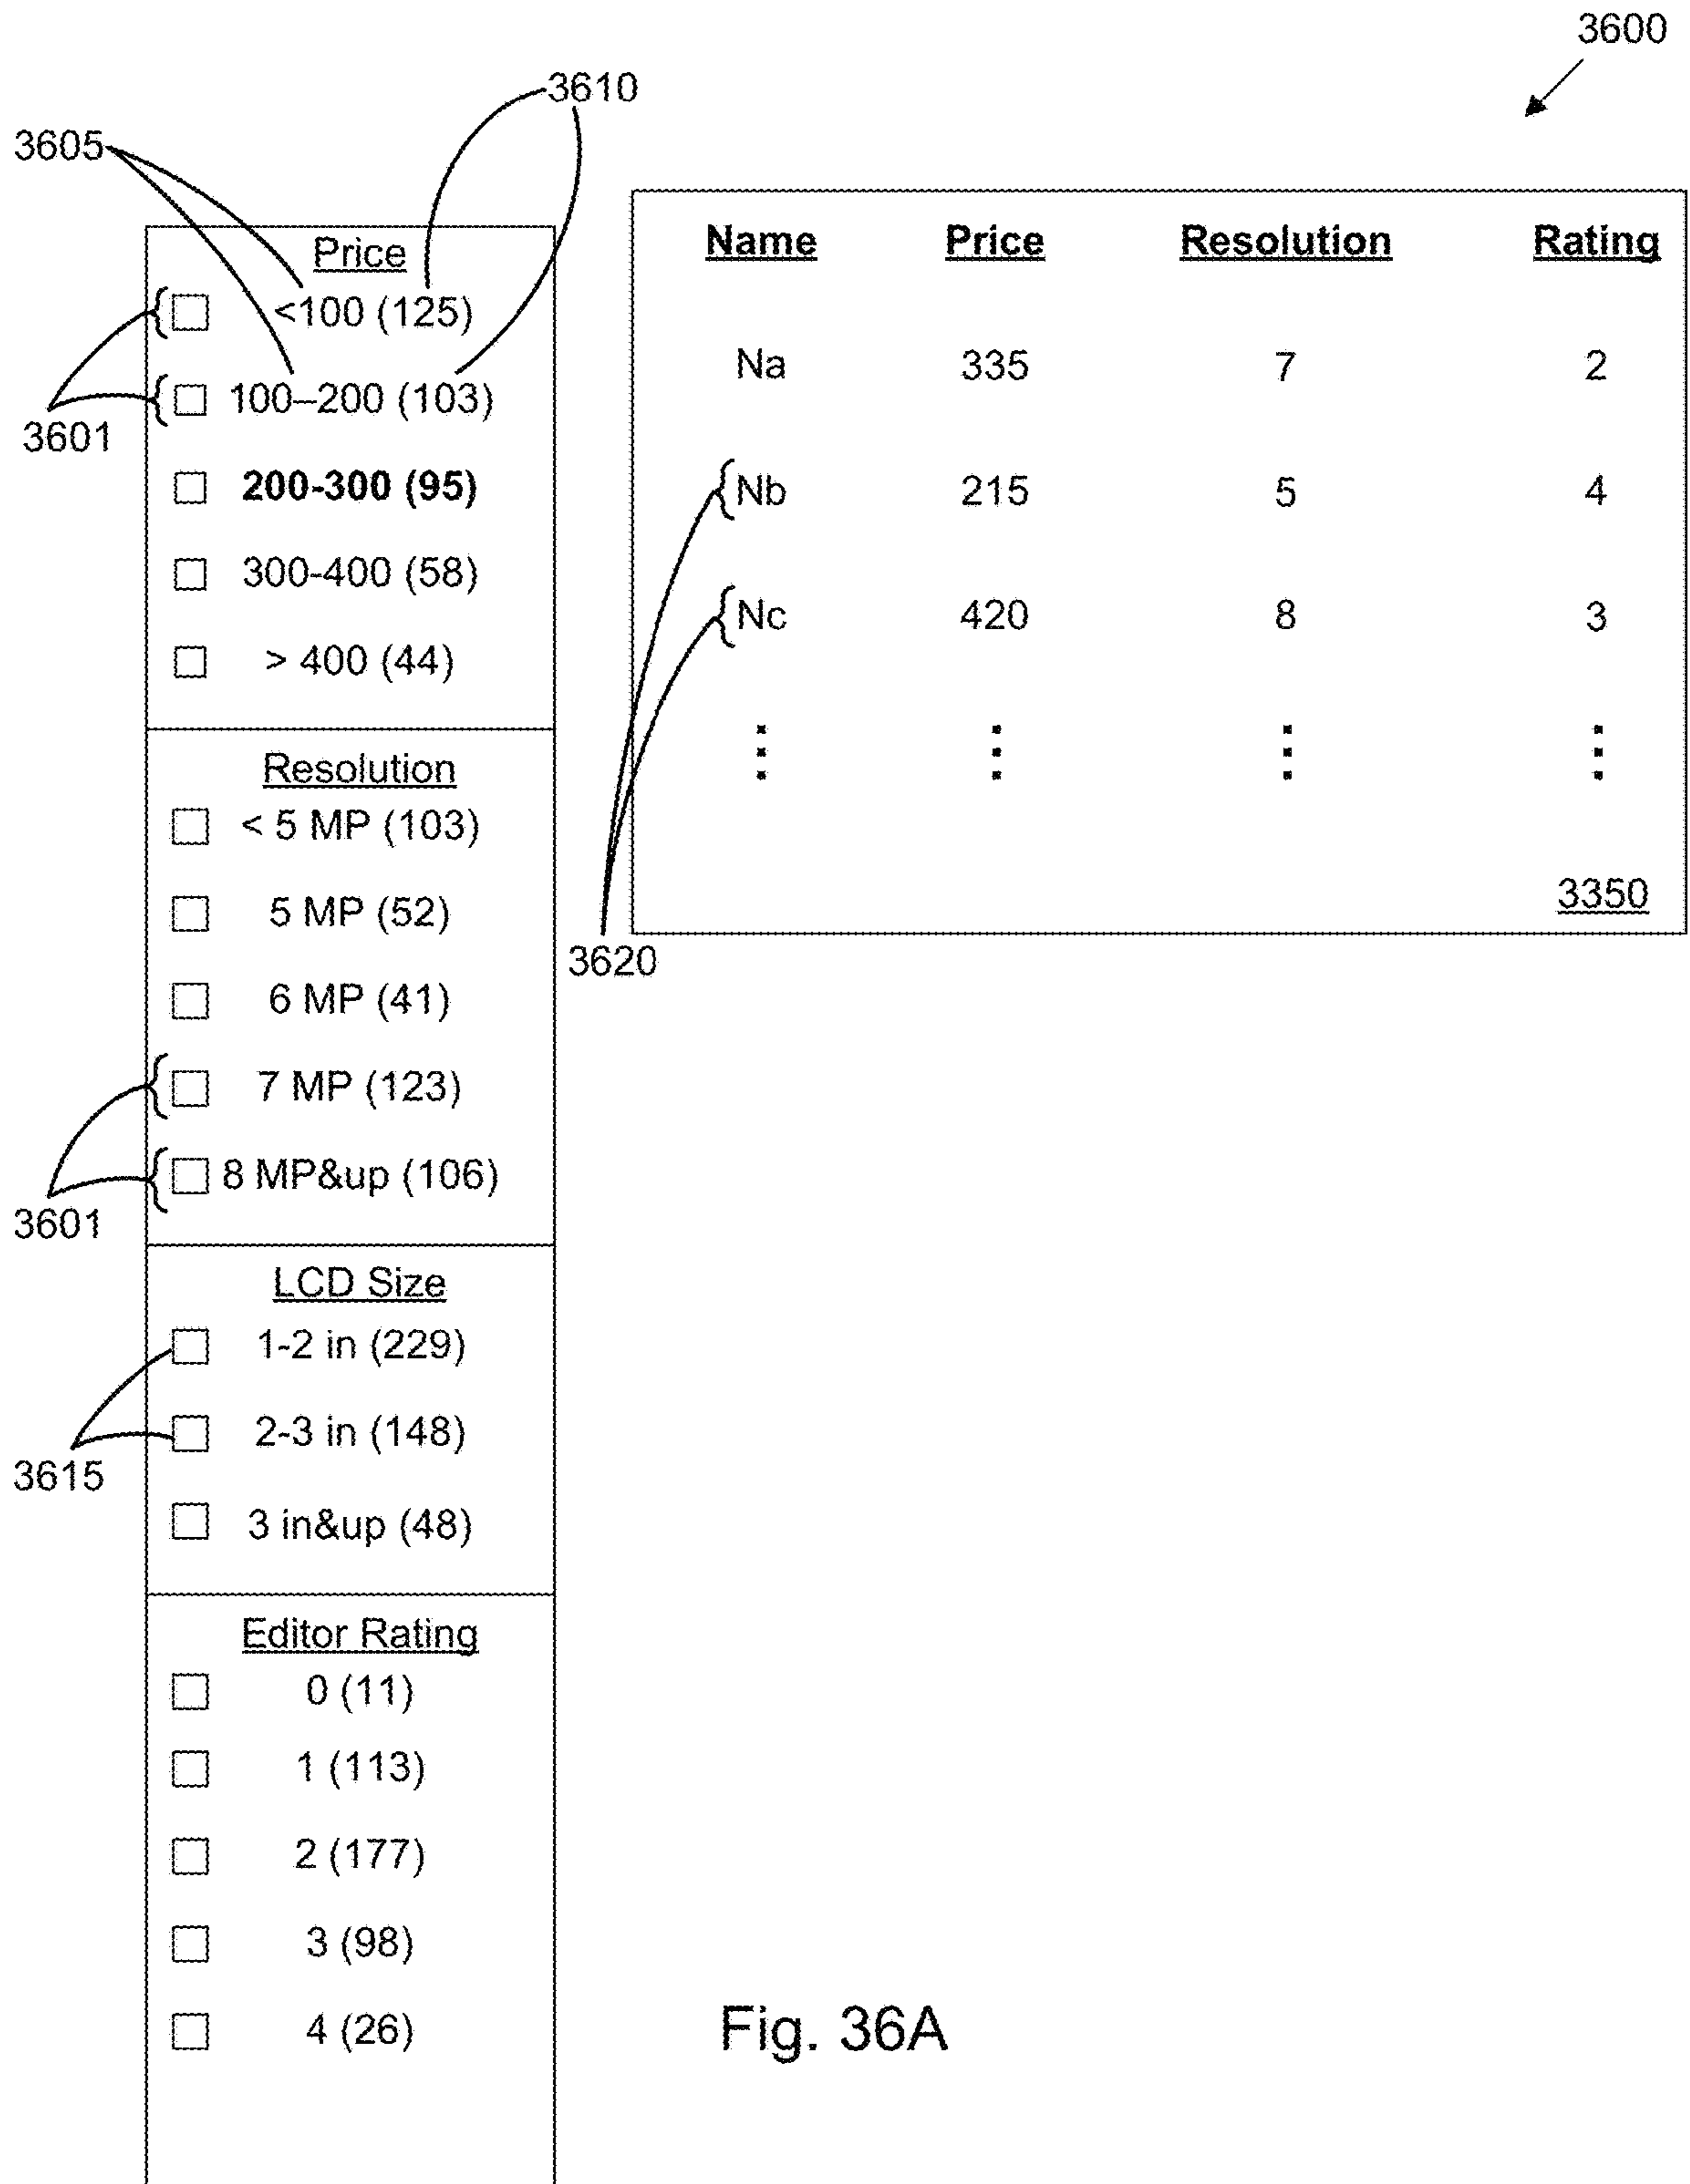 3600
3610
3605
Price
<100 (125)
100–200 (103)
3601
200-300 (95)
300-400 (58)
> 400 (44)
Resolution
< 5 MP (103)
5 MP (52)
6 MP (41)
7 MP (123)
8 MP&up (106)
3601
LCD Size
1-2 in (229)
2-3 in (148)
3615
3 in&up (48)
Editor Rating
0 (11)
1 (113)
2 (177)
3 (98)
4 (26)
Name Price Resolution Rating
Na 335 7 2
Nb 215 5 4
Nc 420 8 3
3350
3620
Fig. 36A